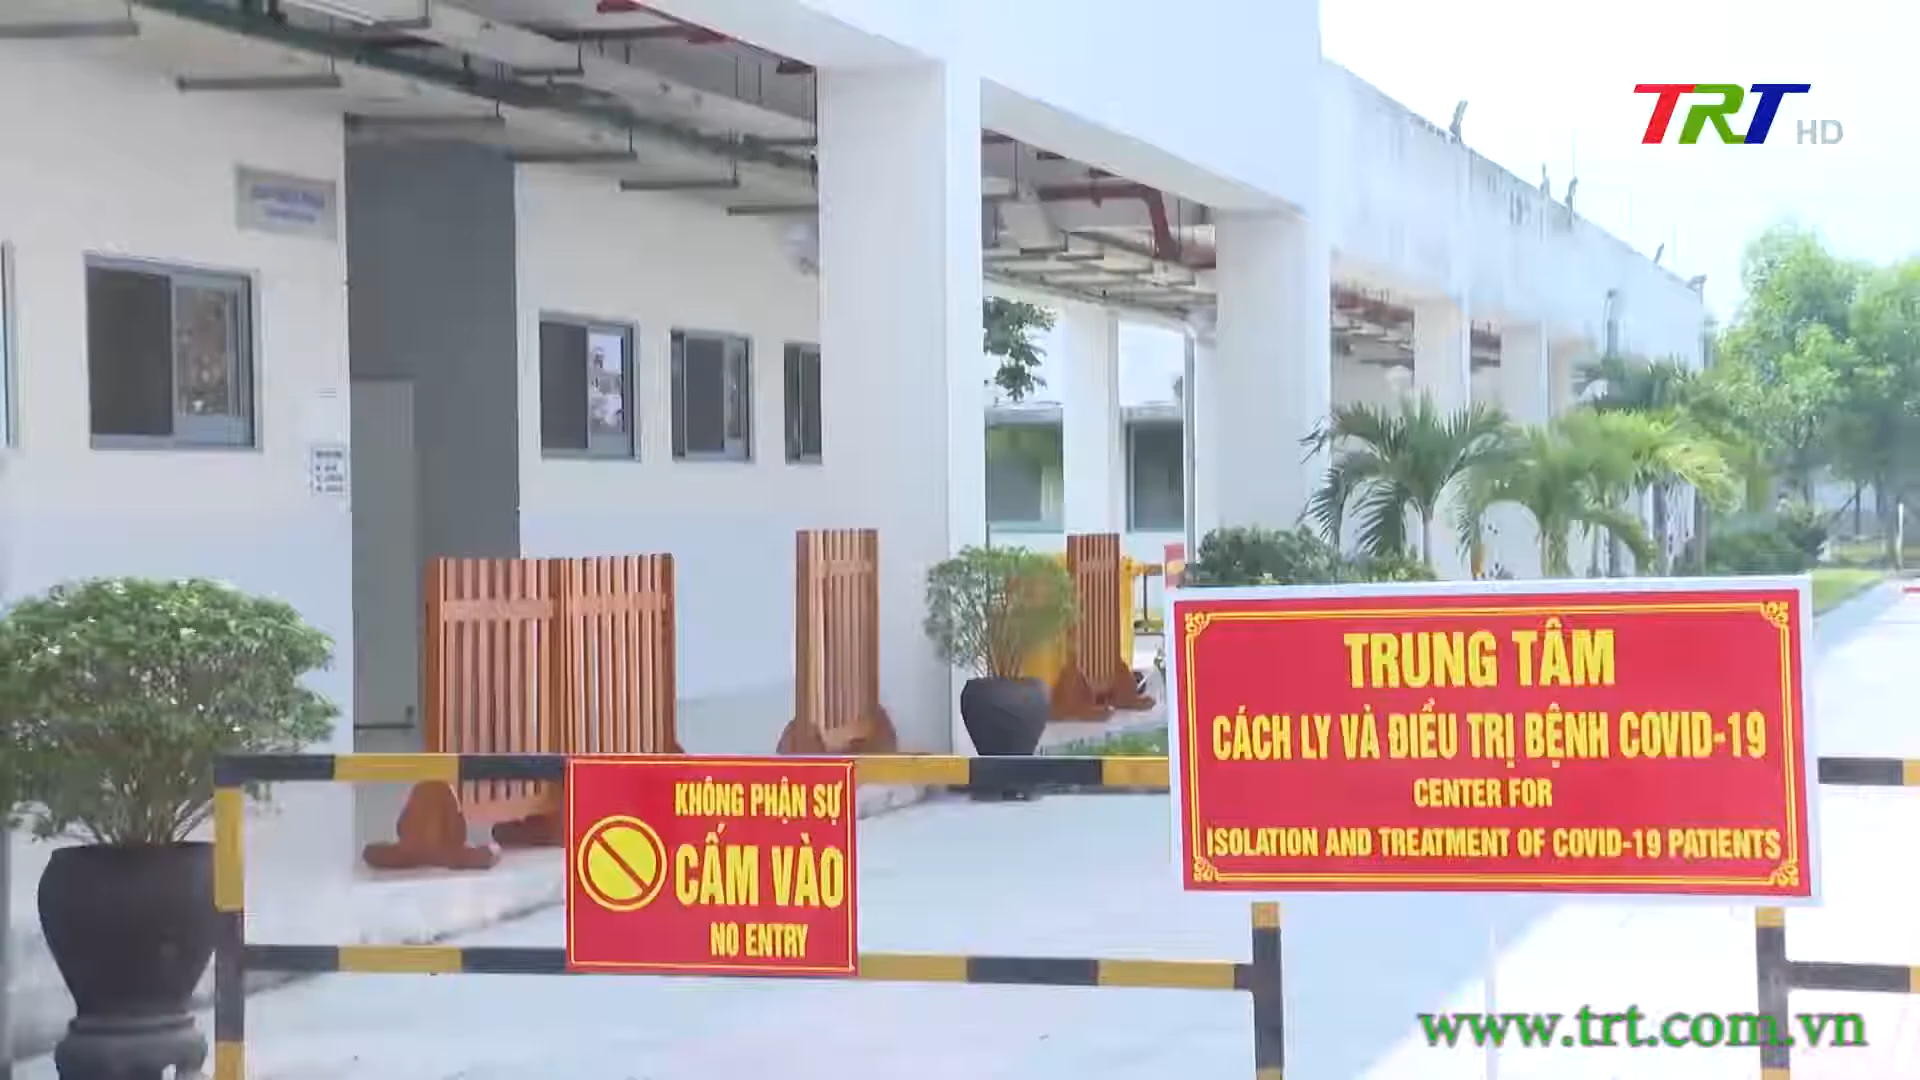 TRT HD
TRUNG TÂM
CÁCH LY VÀ ĐIỀU TRỊ BỆNH COVID-19
CENTER FOR
ISOLATION AND TREATMENT OF COVID-19 PATIENTS
KHÔNG PHẬN SỰ
CẤM VÀO
NO ENTRY
www.trt.com.vn